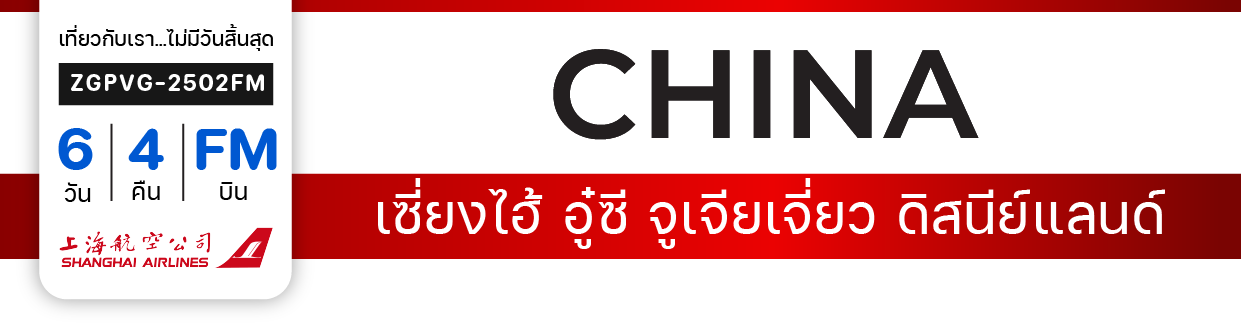 เที่ยวกับเรา...ไม่มีวันสิ้นสุด
ZGPVG-2502FM
6 วัน
4 คืน
FM บิน
上海航空公司
SHANGHAI AIRLINES
CHINA
เซี่ยงไฮ้ อู๋ซี จูเจียเจี่ยว ดิสนีย์แลนด์